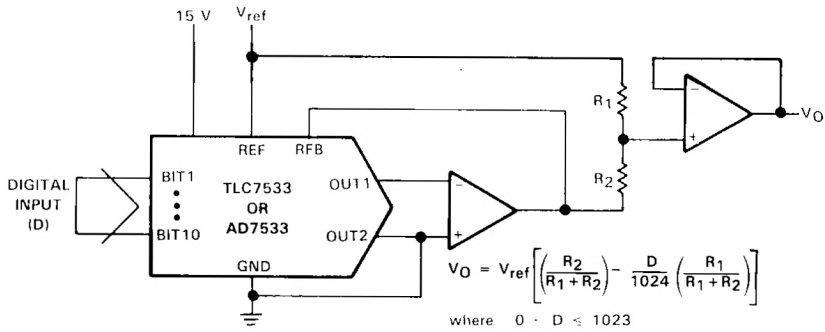 15 V
Vref
R1
R2
VO
REF
RFB
DIGITAL
INPUT
(D)
BIT1
BIT10
TLC7533
OR
AD7533
OUT1
OUT2
GND
−
+
−
+
VO = Vref [ ( R2 / R1 + R2 ) − D / 1024 ( R1 / R1 + R2 ) ]
where 0 · D ≤ 1023